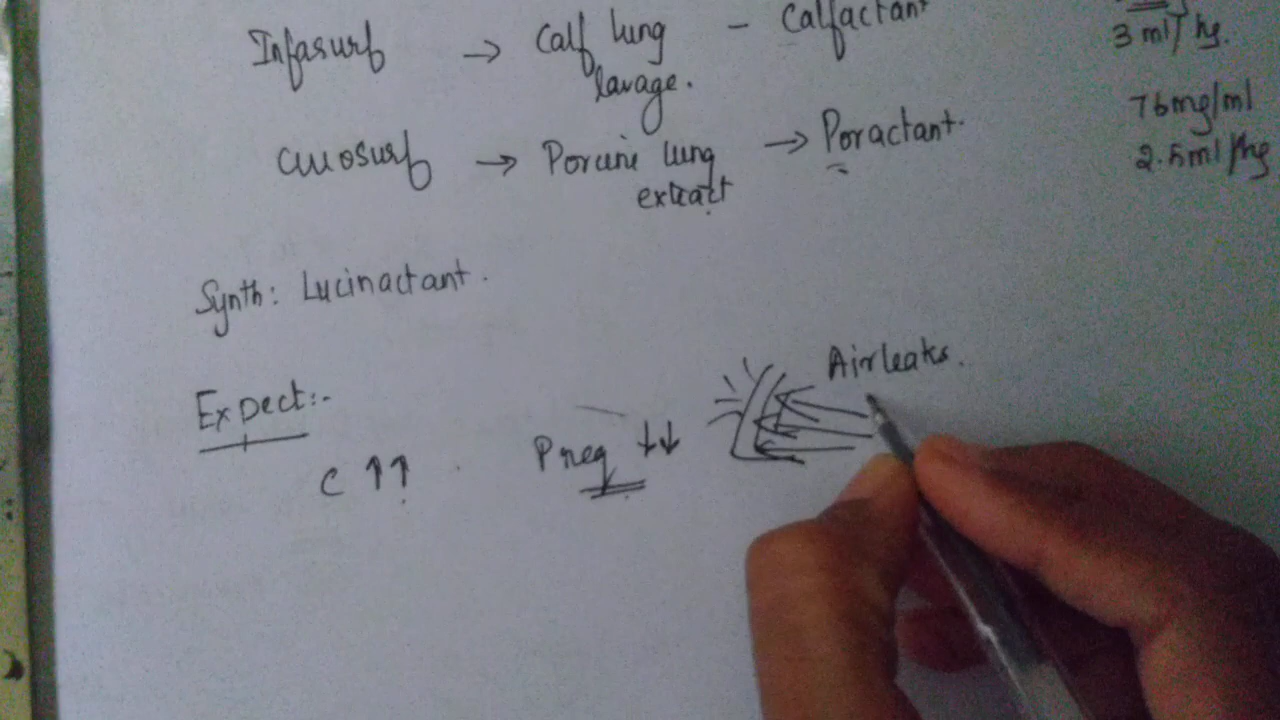 Infasurf → Calf lung - Calfactant
lavage.
3 ml/kg.
curosurf → Porcine lung → Poractant.
extract
76mg/ml
2.5ml/kg
Synth: Lucinactant.
Airleaks.
Expect:-
C ↑↑ Preq ↓↓